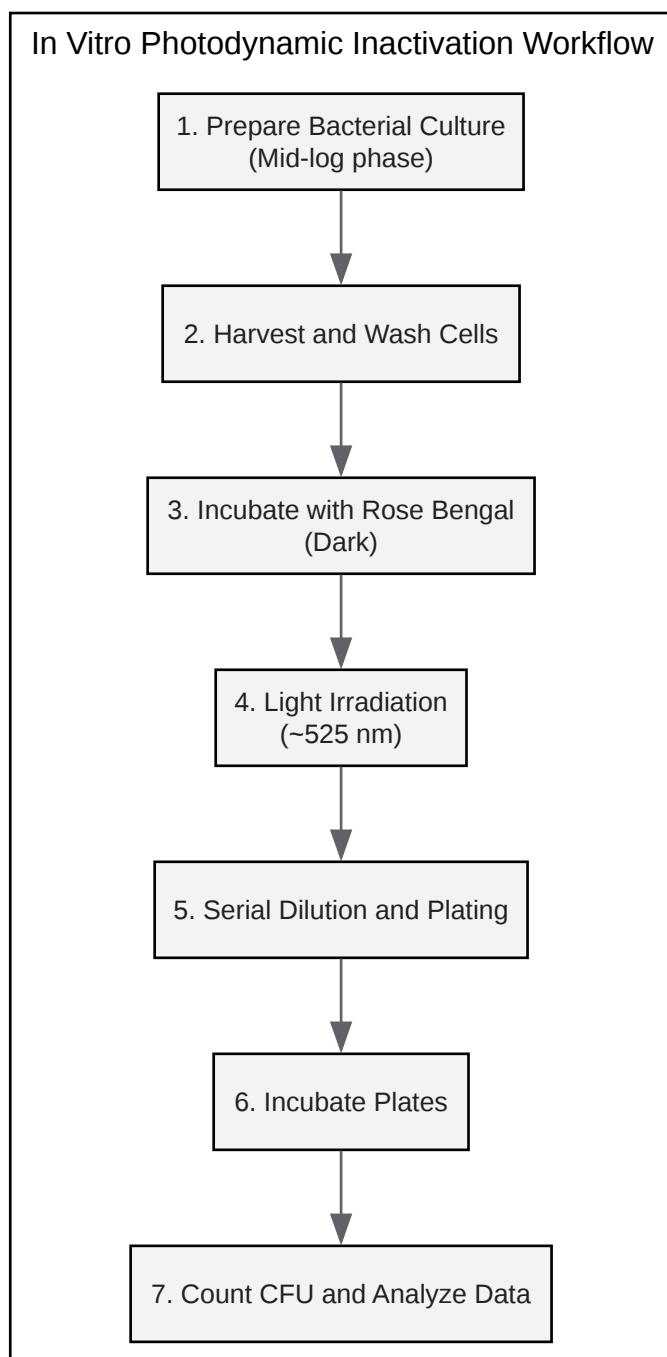 In Vitro Photodynamic Inactivation Workflow
1. Prepare Bacterial Culture
(Mid-log phase)
2. Harvest and Wash Cells
3. Incubate with Rose Bengal
(Dark)
4. Light Irradiation
(~525 nm)
5. Serial Dilution and Plating
6. Incubate Plates
7. Count CFU and Analyze Data